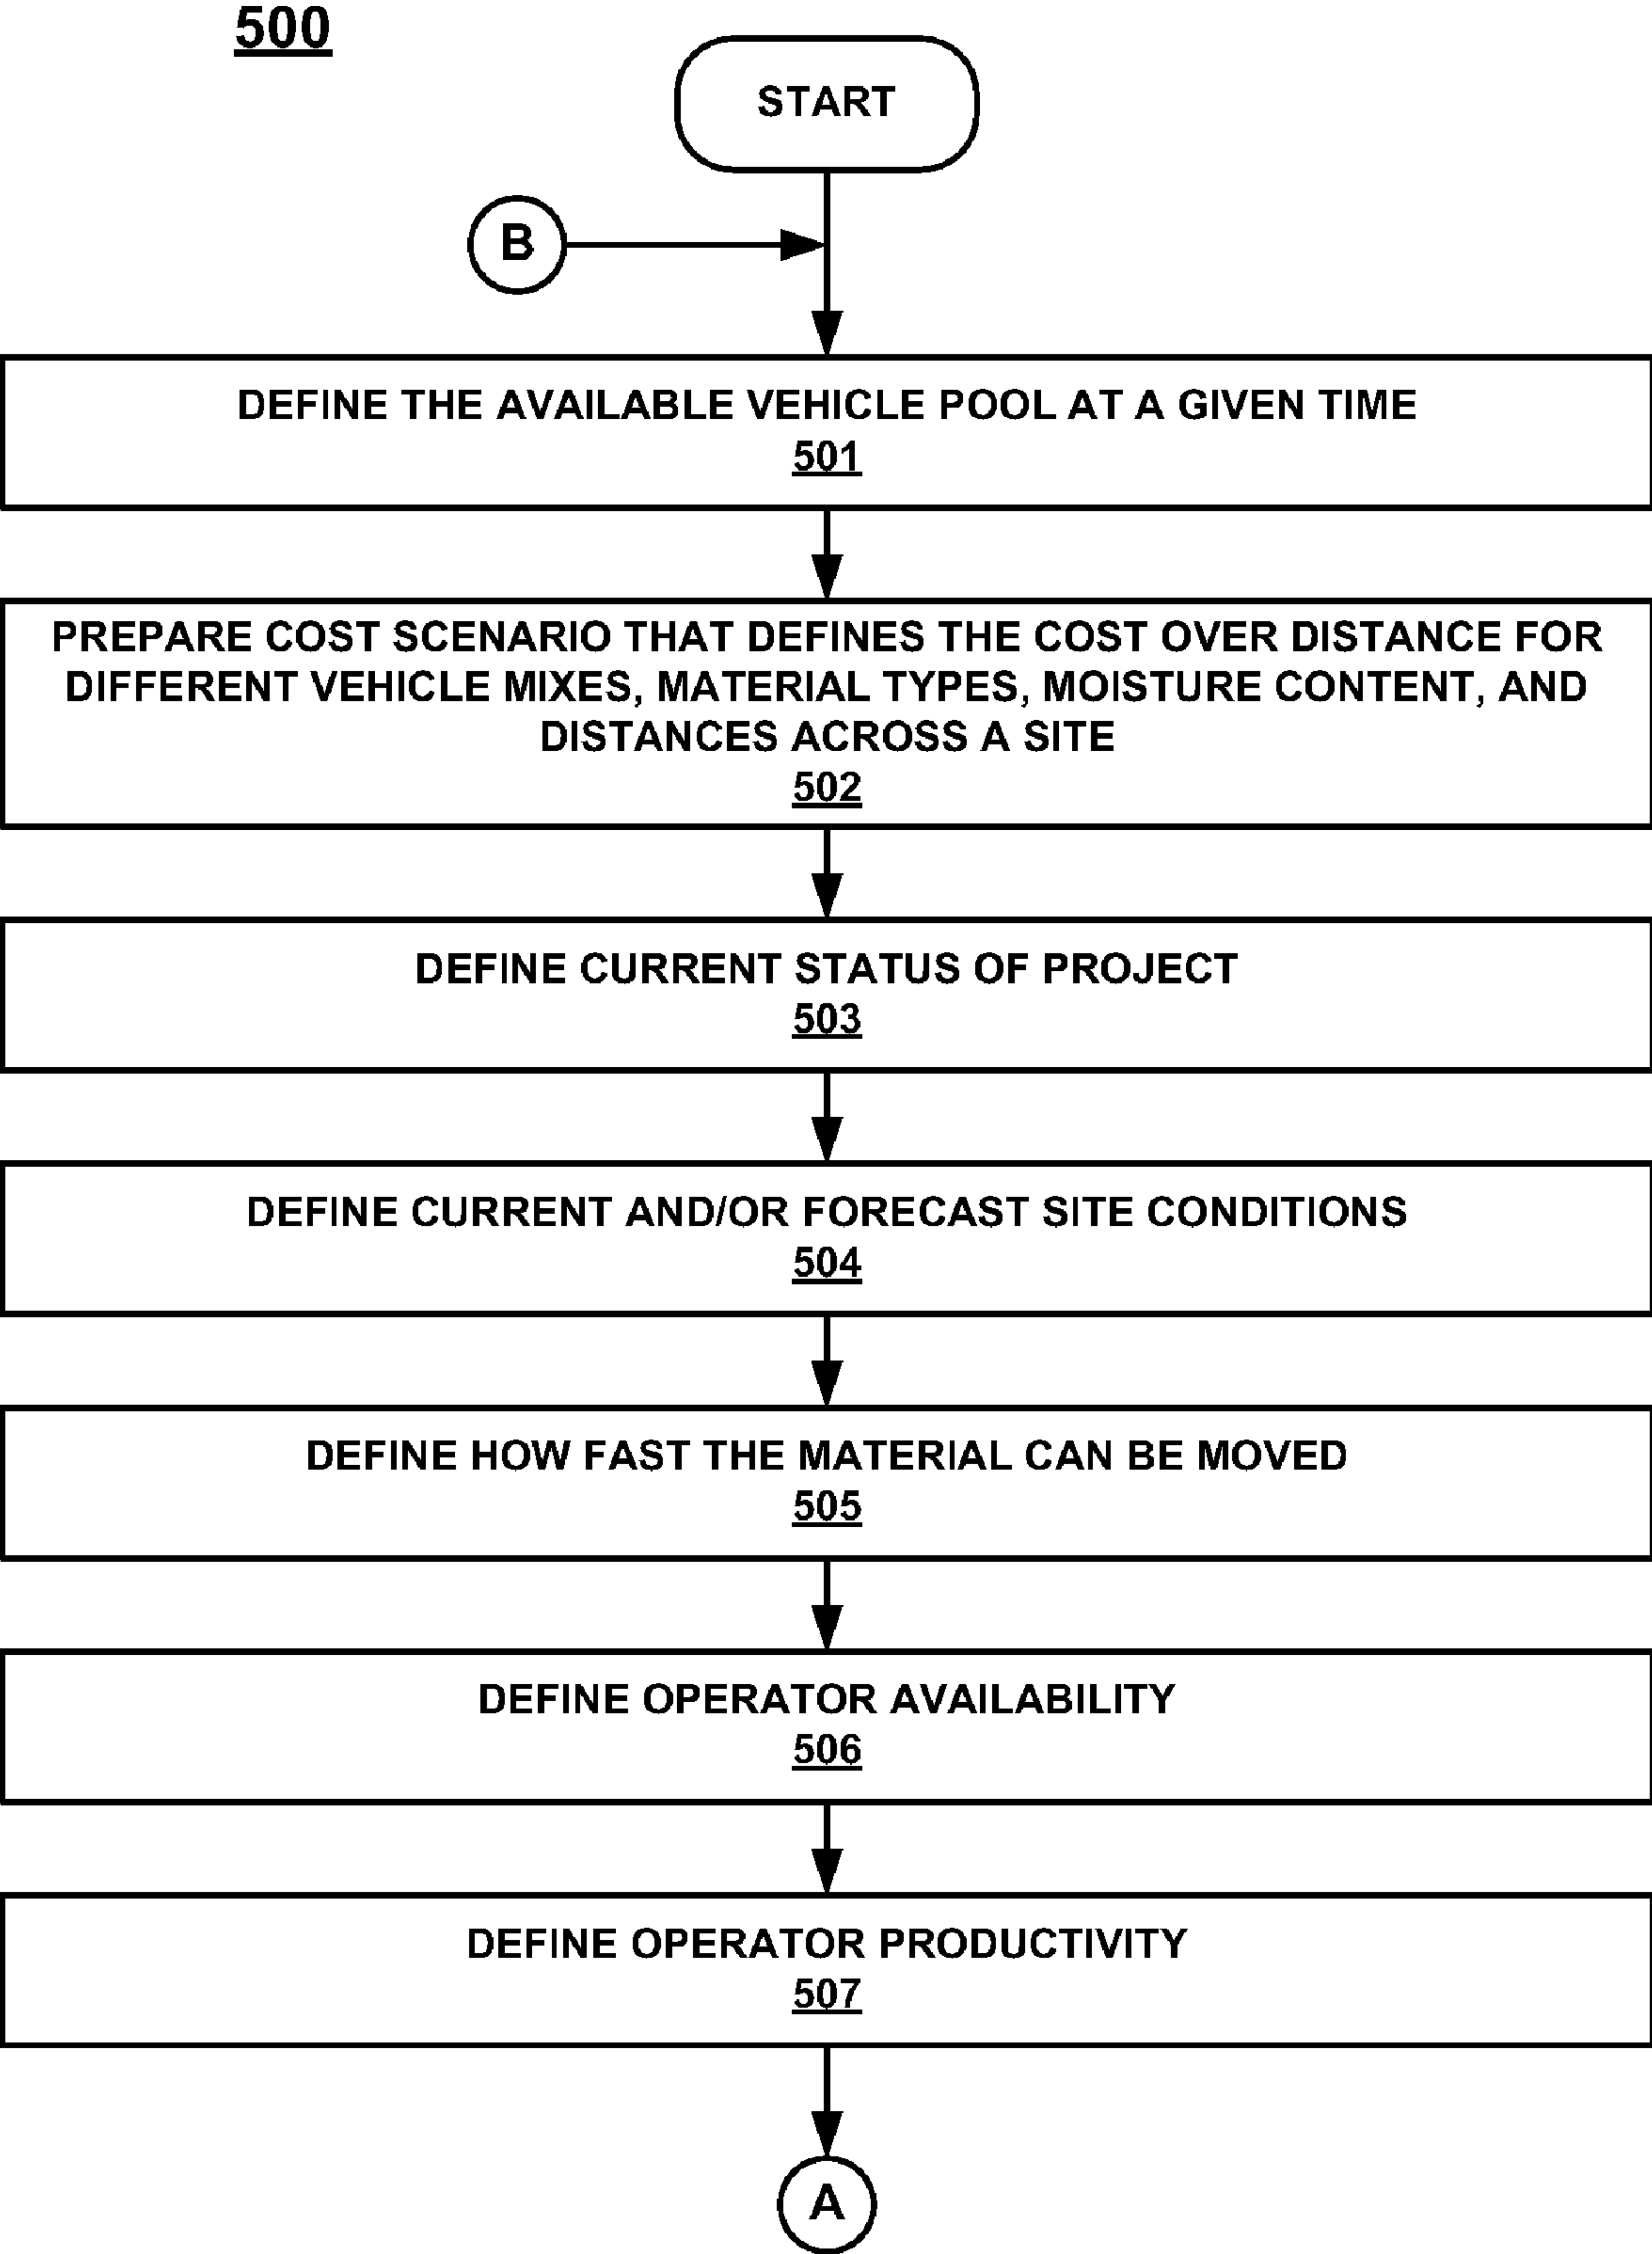 500
START
B
DEFINE THE AVAILABLE VEHICLE POOL AT A GIVEN TIME
501
PREPARE COST SCENARIO THAT DEFINES THE COST OVER DISTANCE FOR
DIFFERENT VEHICLE MIXES, MATERIAL TYPES, MOISTURE CONTENT, AND
DISTANCES ACROSS A SITE
502
DEFINE CURRENT STATUS OF PROJECT
503
DEFINE CURRENT AND/OR FORECAST SITE CONDITIONS
504
DEFINE HOW FAST THE MATERIAL CAN BE MOVED
505
DEFINE OPERATOR AVAILABILITY
506
DEFINE OPERATOR PRODUCTIVITY
507
A